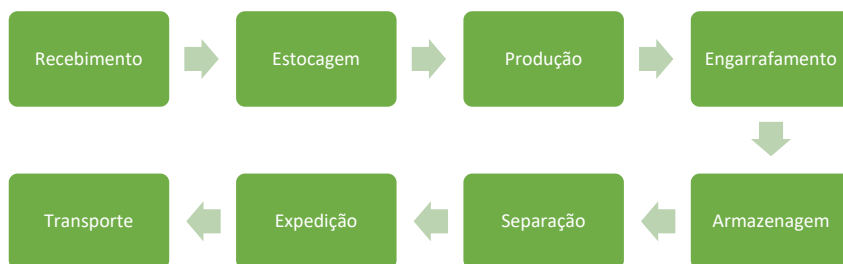 Recebimento
Estocagem
Produção
Engarrafamento
Armazenagem
Separação
Expedição
Transporte